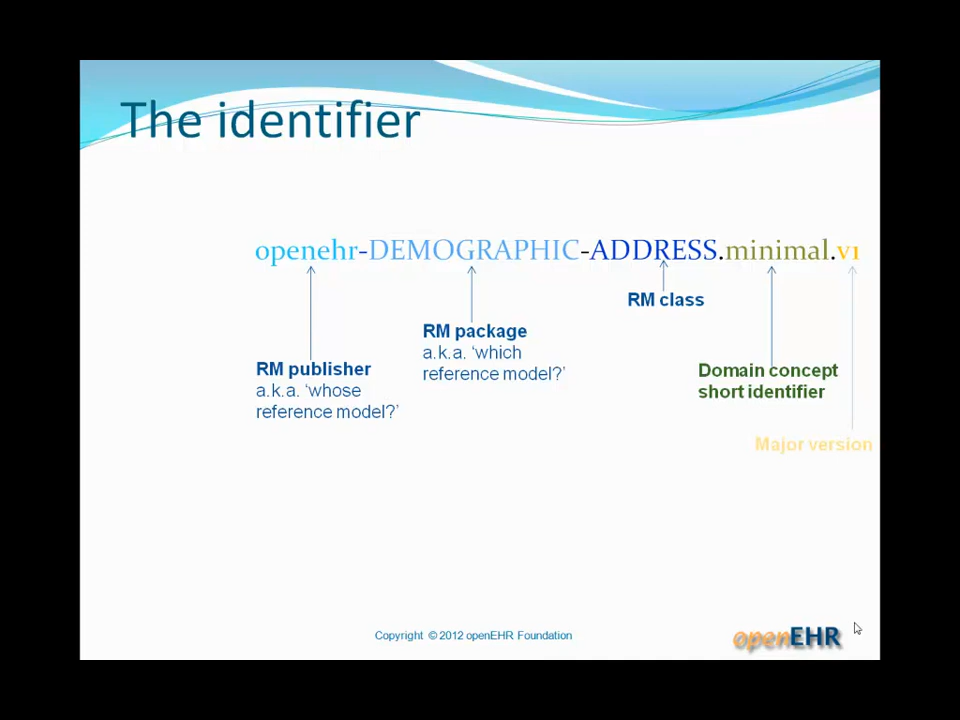 The identifier
openehr-DEMOGRAPHIC-ADDRESS.minimal.v1
RM class
RM package
a.k.a. ‘which
reference model?’
RM publisher
a.k.a. ‘whose
reference model?’
Domain concept
short identifier
Major version
Copyright © 2012 openEHR Foundation
openEHR